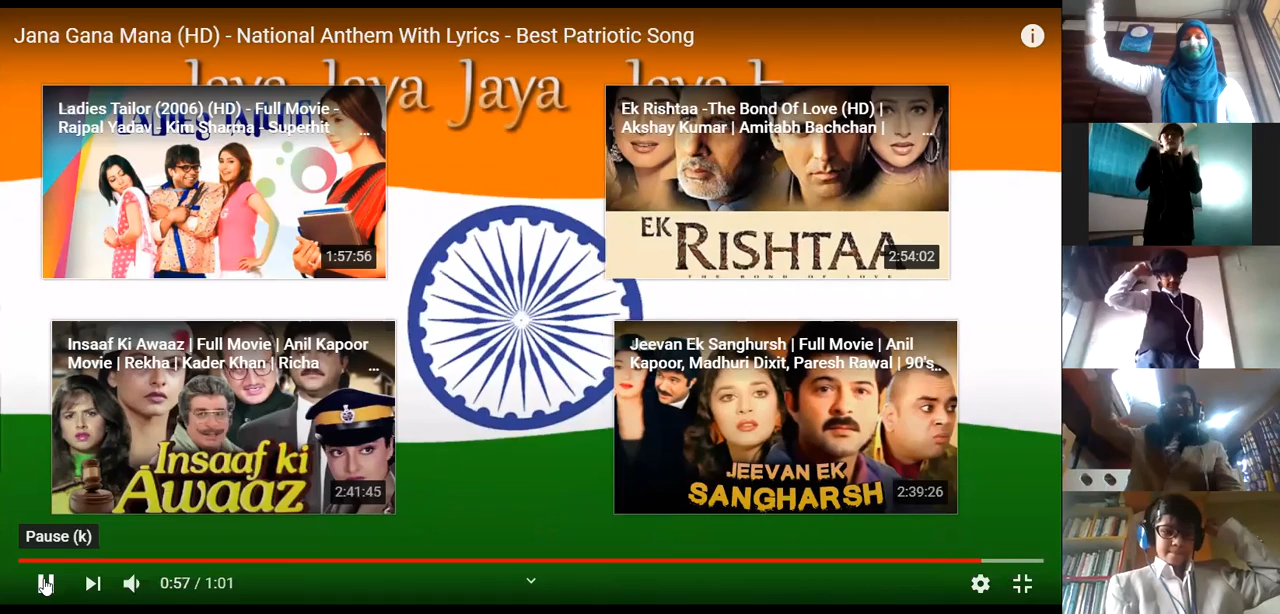 Jana Gana Mana (HD) - National Anthem With Lyrics - Best Patriotic Song
Jaya Jaya Jaya Jaya
Ladies Tailor (2006) (HD) - Full Movie -
Rajpal Yadav - Kim Sharma - Superhit ...
1:57:56
Ek Rishtaa -The Bond Of Love (HD) |
Akshay Kumar | Amitabh Bachchan | ...
EK RISHTAA
THE BOND OF LOVE
2:54:02
Insaaf Ki Awaaz | Full Movie | Anil Kapoor
Movie | Rekha | Kader Khan | Richa ...
Insaaf ki
Awaaz
2:41:45
Jeevan Ek Sanghursh | Full Movie | Anil
Kapoor, Madhuri Dixit, Paresh Rawal | 90's...
JEEVAN EK
SANGHARSH
2:39:26
Pause (k)
0:57 / 1:01